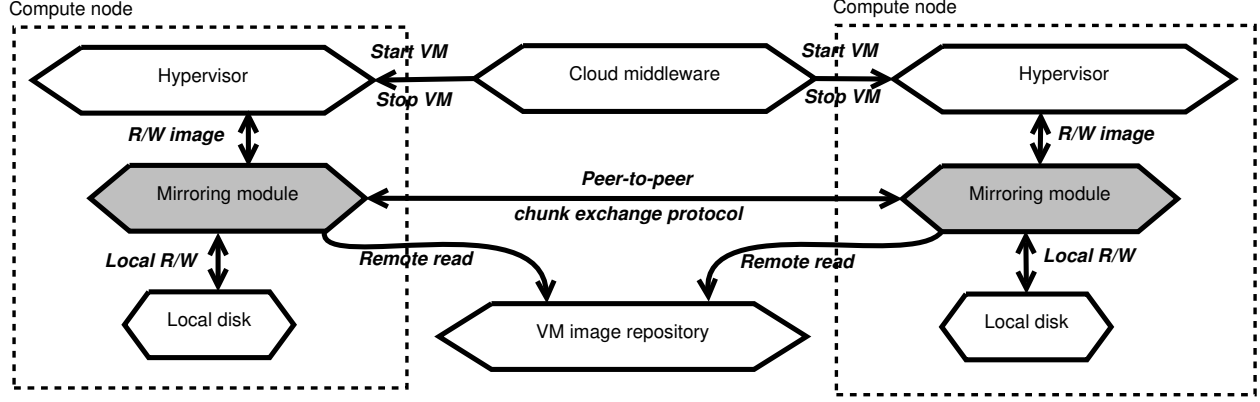 Compute node
Compute node
Hypervisor
Start VM
Stop VM
Cloud middleware
Start VM
Stop VM
Hypervisor
R/W image
R/W image
Mirroring module
Peer-to-peer
chunk exchange protocol
Mirroring module
Local R/W
Remote read
Remote read
Local R/W
Local disk
VM image repository
Local disk